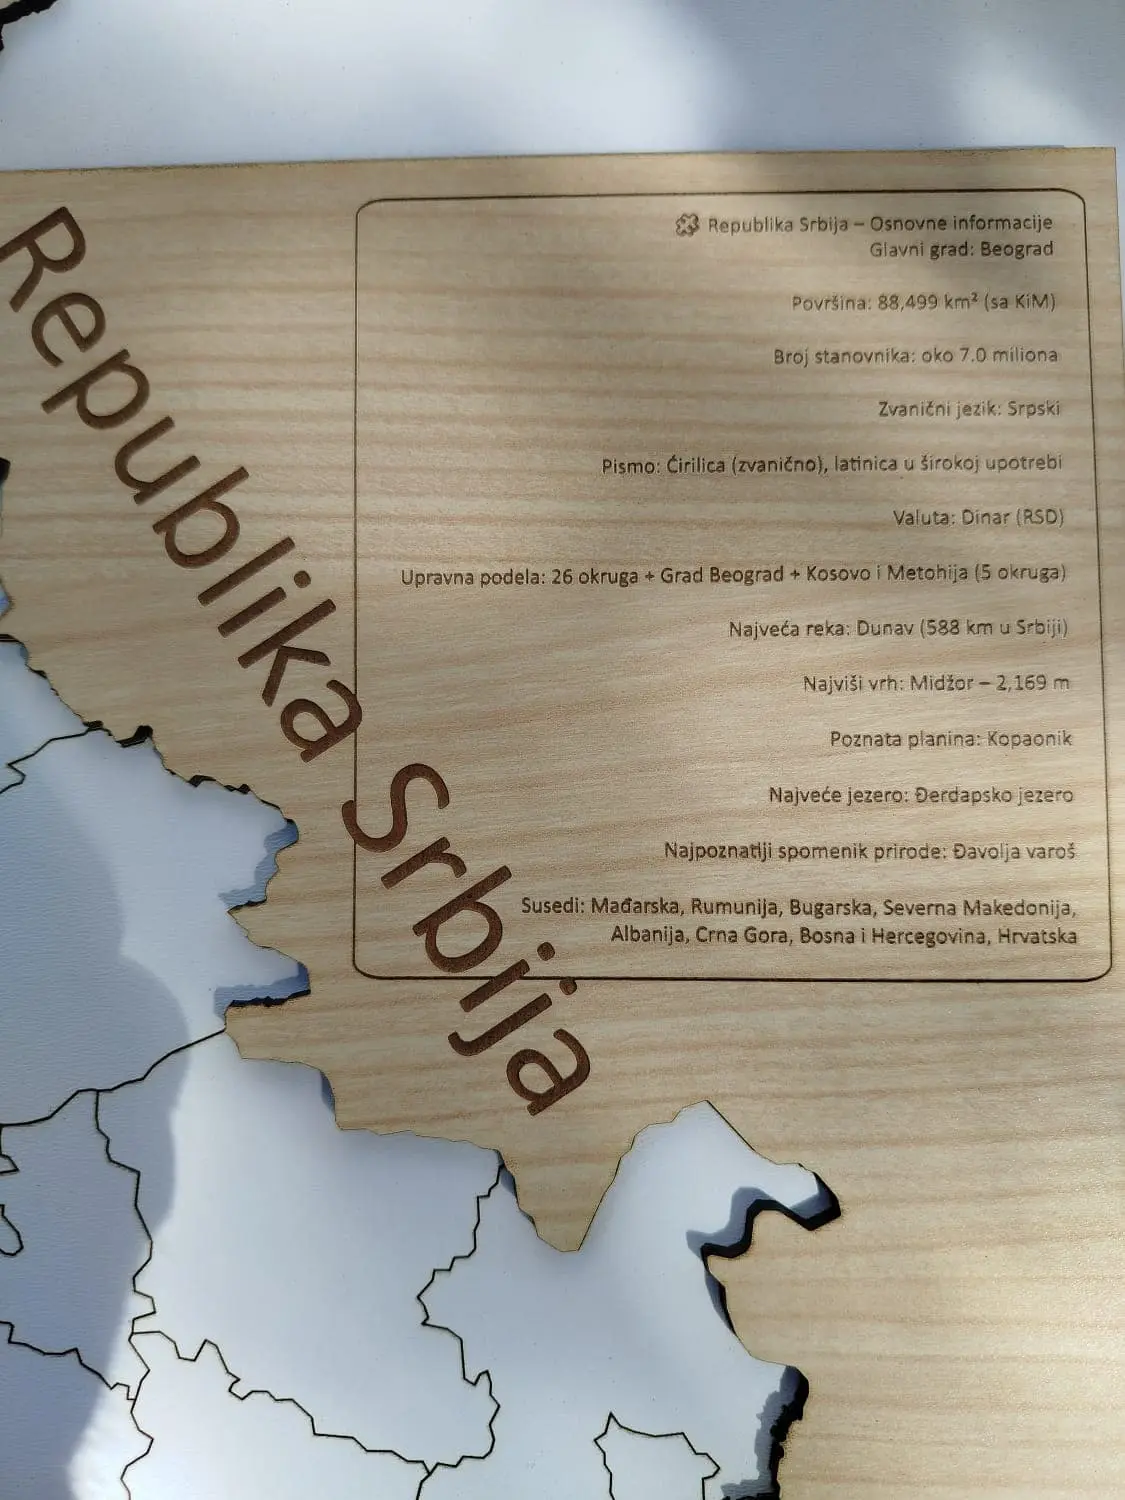 Republika Srbija
Republika Srbija – Osnovne informacije
Glavni grad: Beograd
Površina: 88,499 km² (sa KiM)
Broj stanovnika: oko 7.0 miliona
Zvanični jezik: Srpski
Pismo: Ćirilica (zvanično), latinica u širokoj upotrebi
Valuta: Dinar (RSD)
Upravna podela: 26 okruga + Grad Beograd + Kosovo i Metohija (5 okruga)
Najveća reka: Dunav (588 km u Srbiji)
Najviši vrh: Midžor – 2,169 m
Poznata planina: Kopaonik
Najveće jezero: Đerdapsko jezero
Najpoznatiji spomenik prirode: Đavolja varoš
Susedi: Mađarska, Rumunija, Bugarska, Severna Makedonija,
Albanija, Crna Gora, Bosna i Hercegovina, Hrvatska